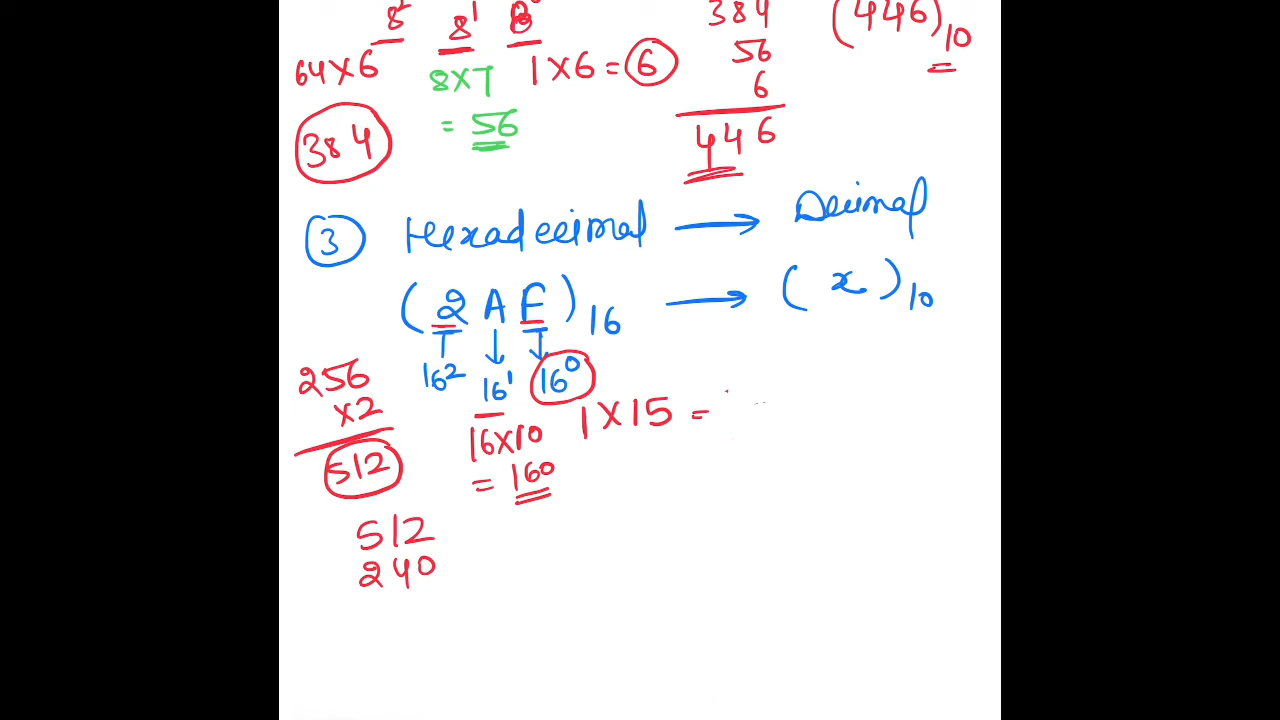 8² 8¹ 8⁰ 384 (446)₁₀
64×6 8×7 1×6 = 6 56
= 56 6
384 446
③ Hexadecimal → Decimal
(2AF)₁₆ → (x)₁₀
256 16² 16¹ 16⁰
×2 16×10 1×15 =
512 = 160
512
240